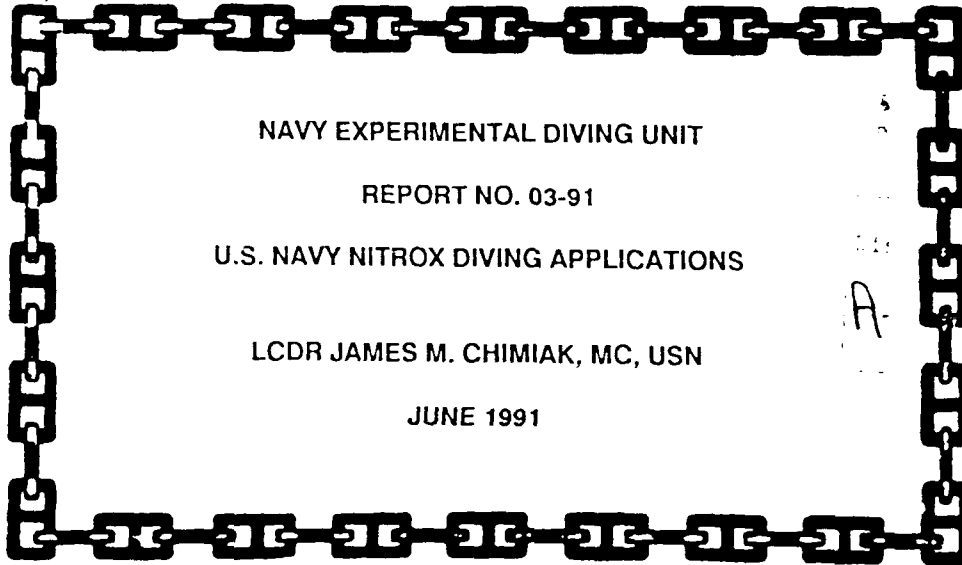 NAVY EXPERIMENTAL DIVING UNIT
REPORT NO. 03-91
U.S. NAVY NITROX DIVING APPLICATIONS
LCDR JAMES M. CHIMIAK, MC, USN
JUNE 1991
A-